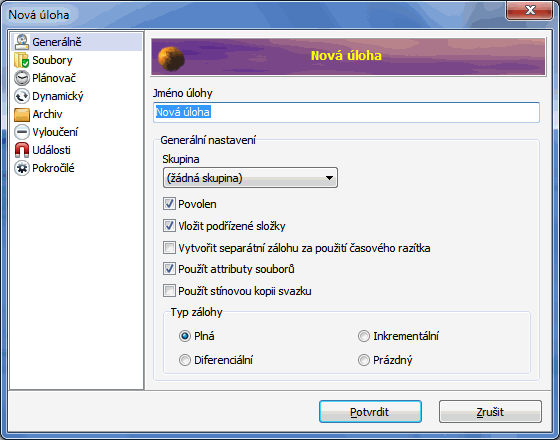 Nová úloha
Generálně
Soubory
Plánovač
Dynamický
Archiv
Vyloučení
Události
Pokročilé
Nová úloha
Jméno úlohy
Nová úloha
Generální nastavení
Skupina
(žádná skupina)
Povolen
Vložit podřízené složky
Vytvořit separátní zálohu za použití časového razítka
Použít attributy souborů
Použít stínovou kopii svazku
Typ zálohy
Plná
Inkrementální
Diferenciální
Prázdný
Potvrdit
Zrušit